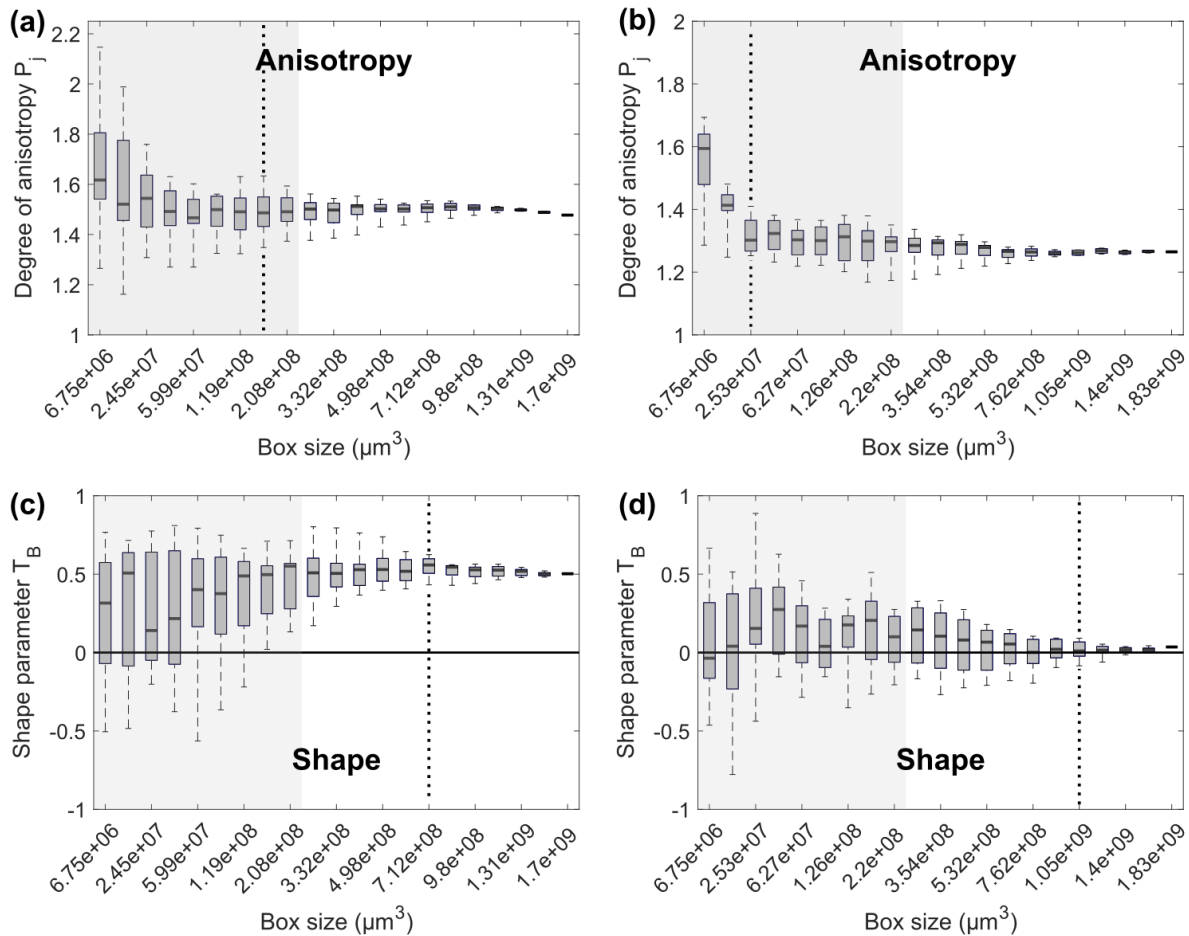 (a)
Anisotropy
Degree of anisotropy Pj
2.2
2
1.8
1.6
1.4
1.2
1
6.75e+06
2.45e+07
5.99e+07
1.19e+08
2.08e+08
3.32e+08
4.98e+08
7.12e+08
9.8e+08
1.31e+09
1.7e+09
Box size (µm³)
(b)
Anisotropy
Degree of anisotropy Pj
2
1.8
1.6
1.4
1.2
1
6.75e+06
2.53e+07
6.27e+07
1.26e+08
2.22e+08
3.54e+08
5.32e+08
7.62e+08
1.05e+09
1.4e+09
1.83e+09
Box size (µm³)
(c)
Shape parameter TB
1
0.5
0
-0.5
-1
Shape
6.75e+06
2.45e+07
5.99e+07
1.19e+08
2.08e+08
3.32e+08
4.98e+08
7.12e+08
9.8e+08
1.31e+09
1.7e+09
Box size (µm³)
(d)
Shape parameter TB
1
0.5
0
-0.5
-1
Shape
6.75e+06
2.53e+07
6.27e+07
1.26e+08
2.22e+08
3.54e+08
5.32e+08
7.62e+08
1.05e+09
1.4e+09
1.83e+09
Box size (µm³)